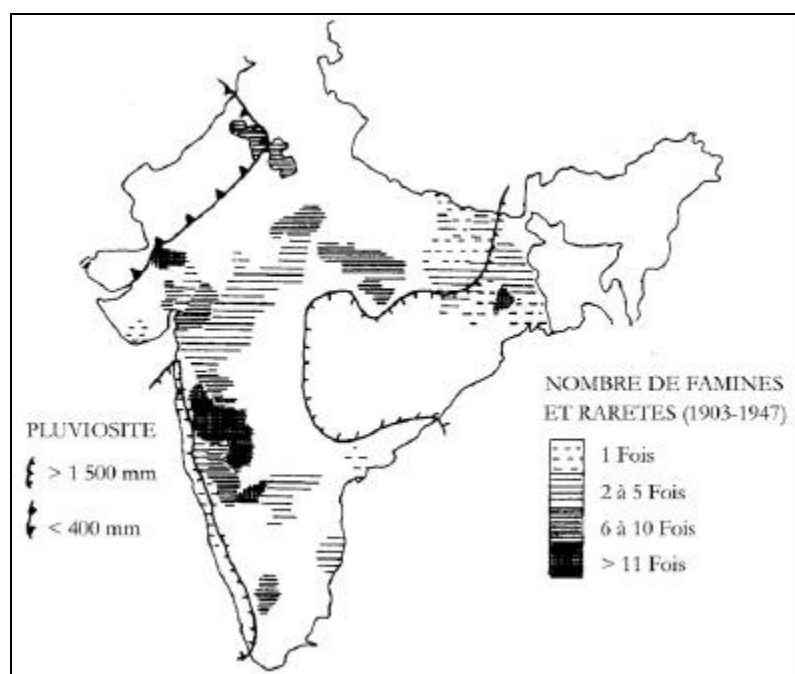 PLUVIOSITE
> 1 500 mm
< 400 mm
NOMBRE DE FAMINES
ET RARETES (1903-1947)
1 Fois
2 à 5 Fois
6 à 10 Fois
> 11 Fois